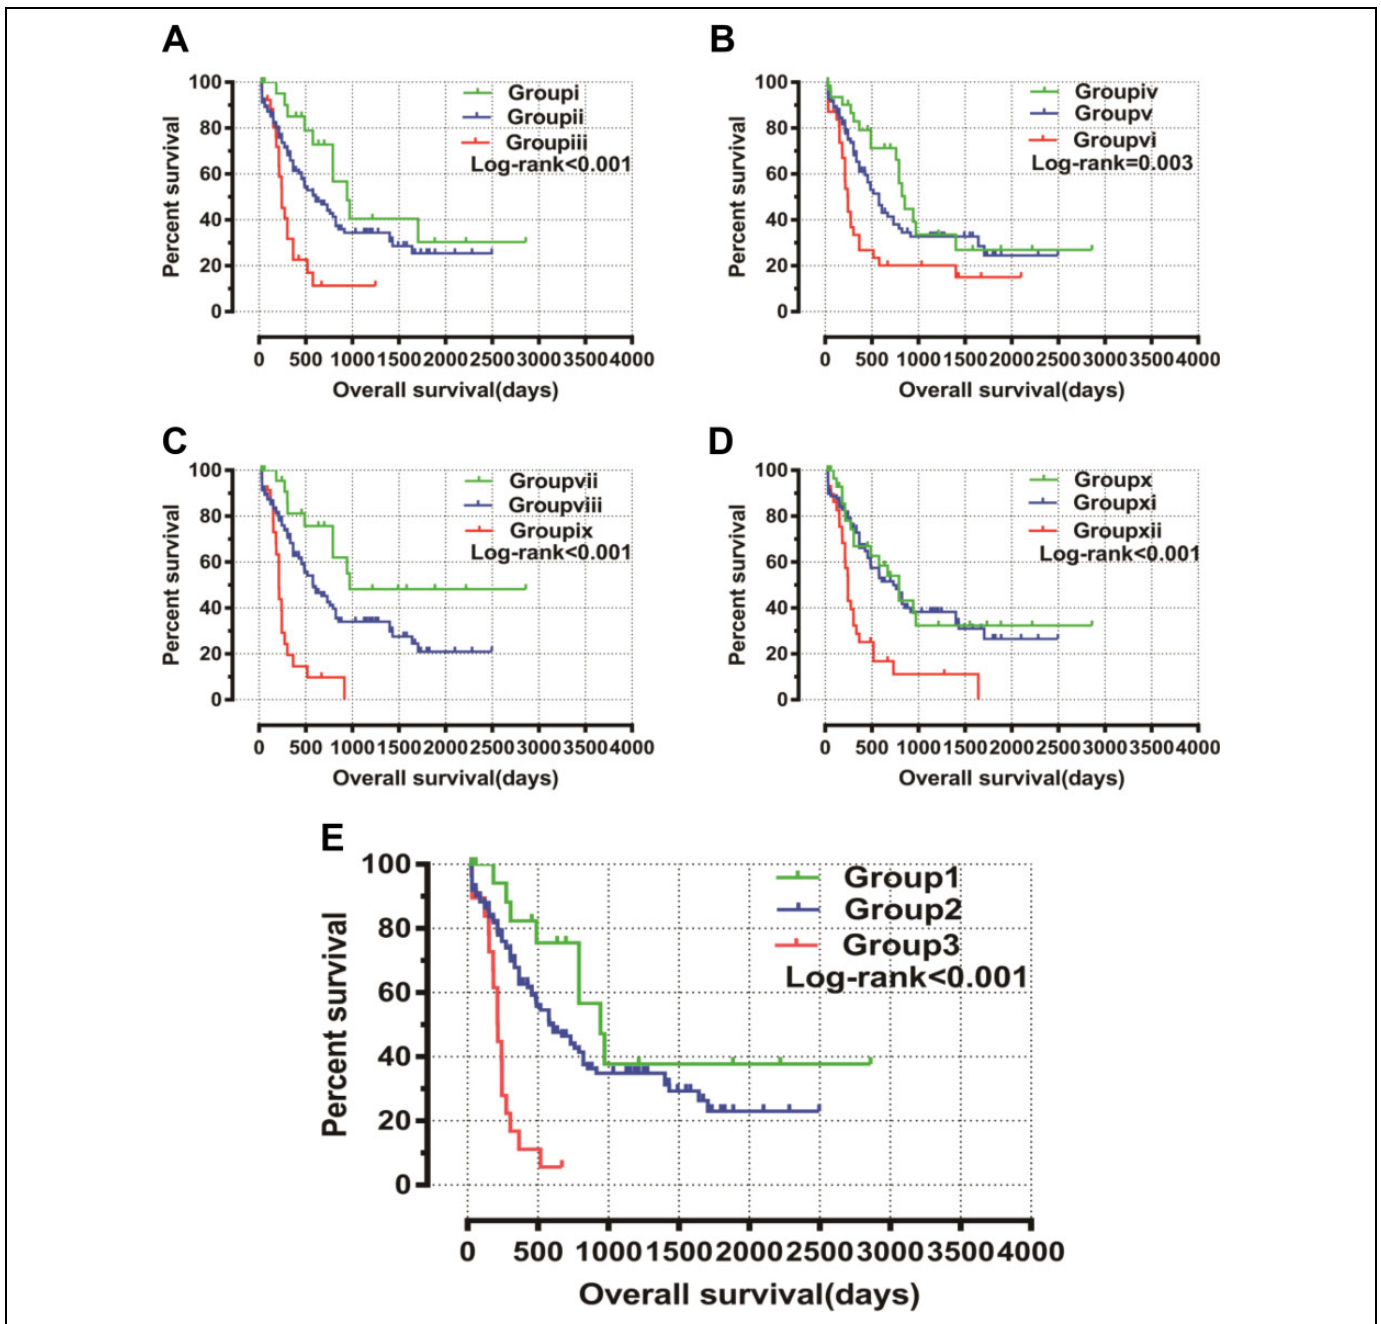 A
Percent survival
100
80
60
40
20
0
Groupi
Groupii
Groupiii
Log-rank<0.001
0 500 1000 1500 2000 2500 3000 3500 4000
Overall survival(days)
B
Percent survival
100
80
60
40
20
0
Groupiv
Groupv
Groupvi
Log-rank=0.003
0 500 1000 1500 2000 2500 3000 3500 4000
Overall survival(days)
C
Percent survival
100
80
60
40
20
0
Groupvii
Groupviii
Groupix
Log-rank<0.001
0 500 1000 1500 2000 2500 3000 3500 4000
Overall survival(days)
D
Percent survival
100
80
60
40
20
0
Groupx
Groupxi
Groupxii
Log-rank<0.001
0 500 1000 1500 2000 2500 3000 3500 4000
Overall survival(days)
E
Percent survival
100
80
60
40
20
0
Group1
Group2
Group3
Log-rank<0.001
0 500 1000 1500 2000 2500 3000 3500 4000
Overall survival(days)